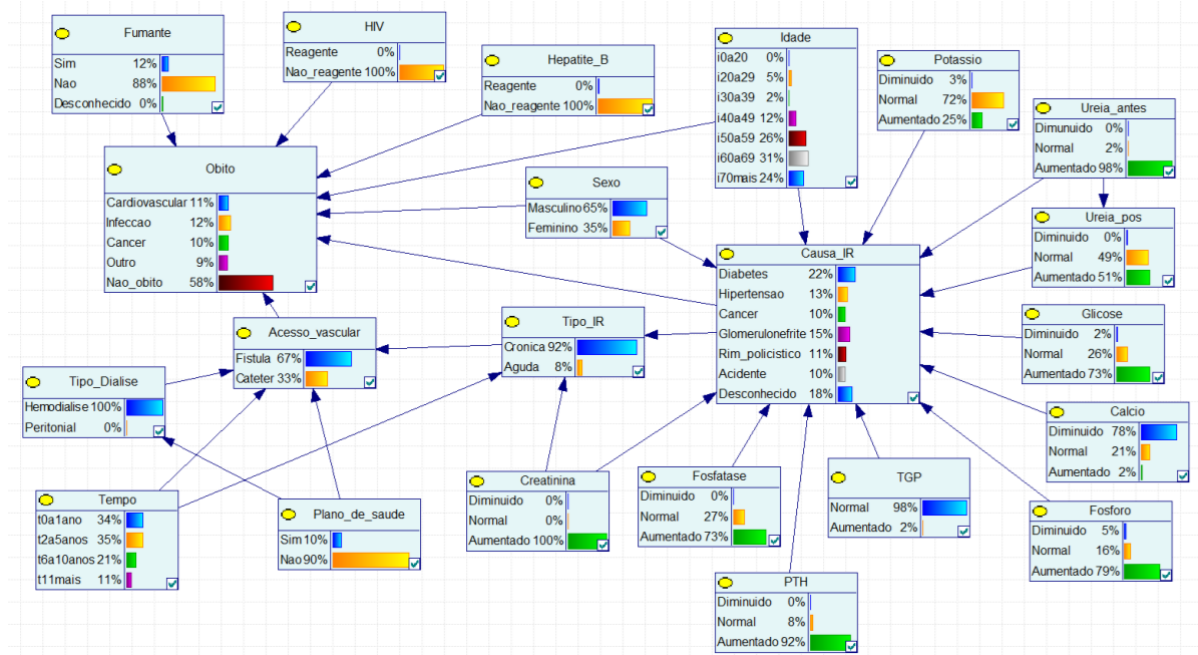 Fumante
Sim 12%
Nao 88%
Desconhecido 0%
HIV
Reagente 0%
Nao_reagente 100%
Hepatite_B
Reagente 0%
Nao_reagente 100%
Idade
i0a20 0%
i20a29 5%
i30a39 2%
i40a49 12%
i50a59 26%
i60a69 31%
i70mais 24%
Potassio
Diminuido 3%
Normal 72%
Aumentado 25%
Ureia_antes
Dimunuido 0%
Normal 2%
Aumentado 98%
Obito
Cardiovascular 11%
Infeccao 12%
Cancer 10%
Outro 9%
Nao_obito 58%
Sexo
Masculino 65%
Feminino 35%
Ureia_pos
Diminuido 0%
Normal 49%
Aumentado 51%
Causa_IR
Diabetes 22%
Hipertensao 13%
Cancer 10%
Glomerulonefrite 15%
Rim_policistico 11%
Acidente 10%
Desconhecido 18%
Glicose
Diminuido 2%
Normal 26%
Aumentado 73%
Tipo_IR
Cronica 92%
Aguda 8%
Acesso_vascular
Fistula 67%
Cateter 33%
Tipo_Dialise
Hemodialise 100%
Peritonial 0%
Calcio
Diminuido 78%
Normal 21%
Aumentado 2%
Tempo
t0a1ano 34%
t2a5anos 35%
t6a10anos 21%
t11mais 11%
Plano_de_saude
Sim 10%
Nao 90%
Creatinina
Diminuido 0%
Normal 0%
Aumentado 100%
Fosfatase
Diminuido 0%
Normal 27%
Aumentado 73%
TGP
Normal 98%
Aumentado 2%
Fosforo
Diminuido 5%
Normal 16%
Aumentado 79%
PTH
Diminuido 0%
Normal 8%
Aumentado 92%